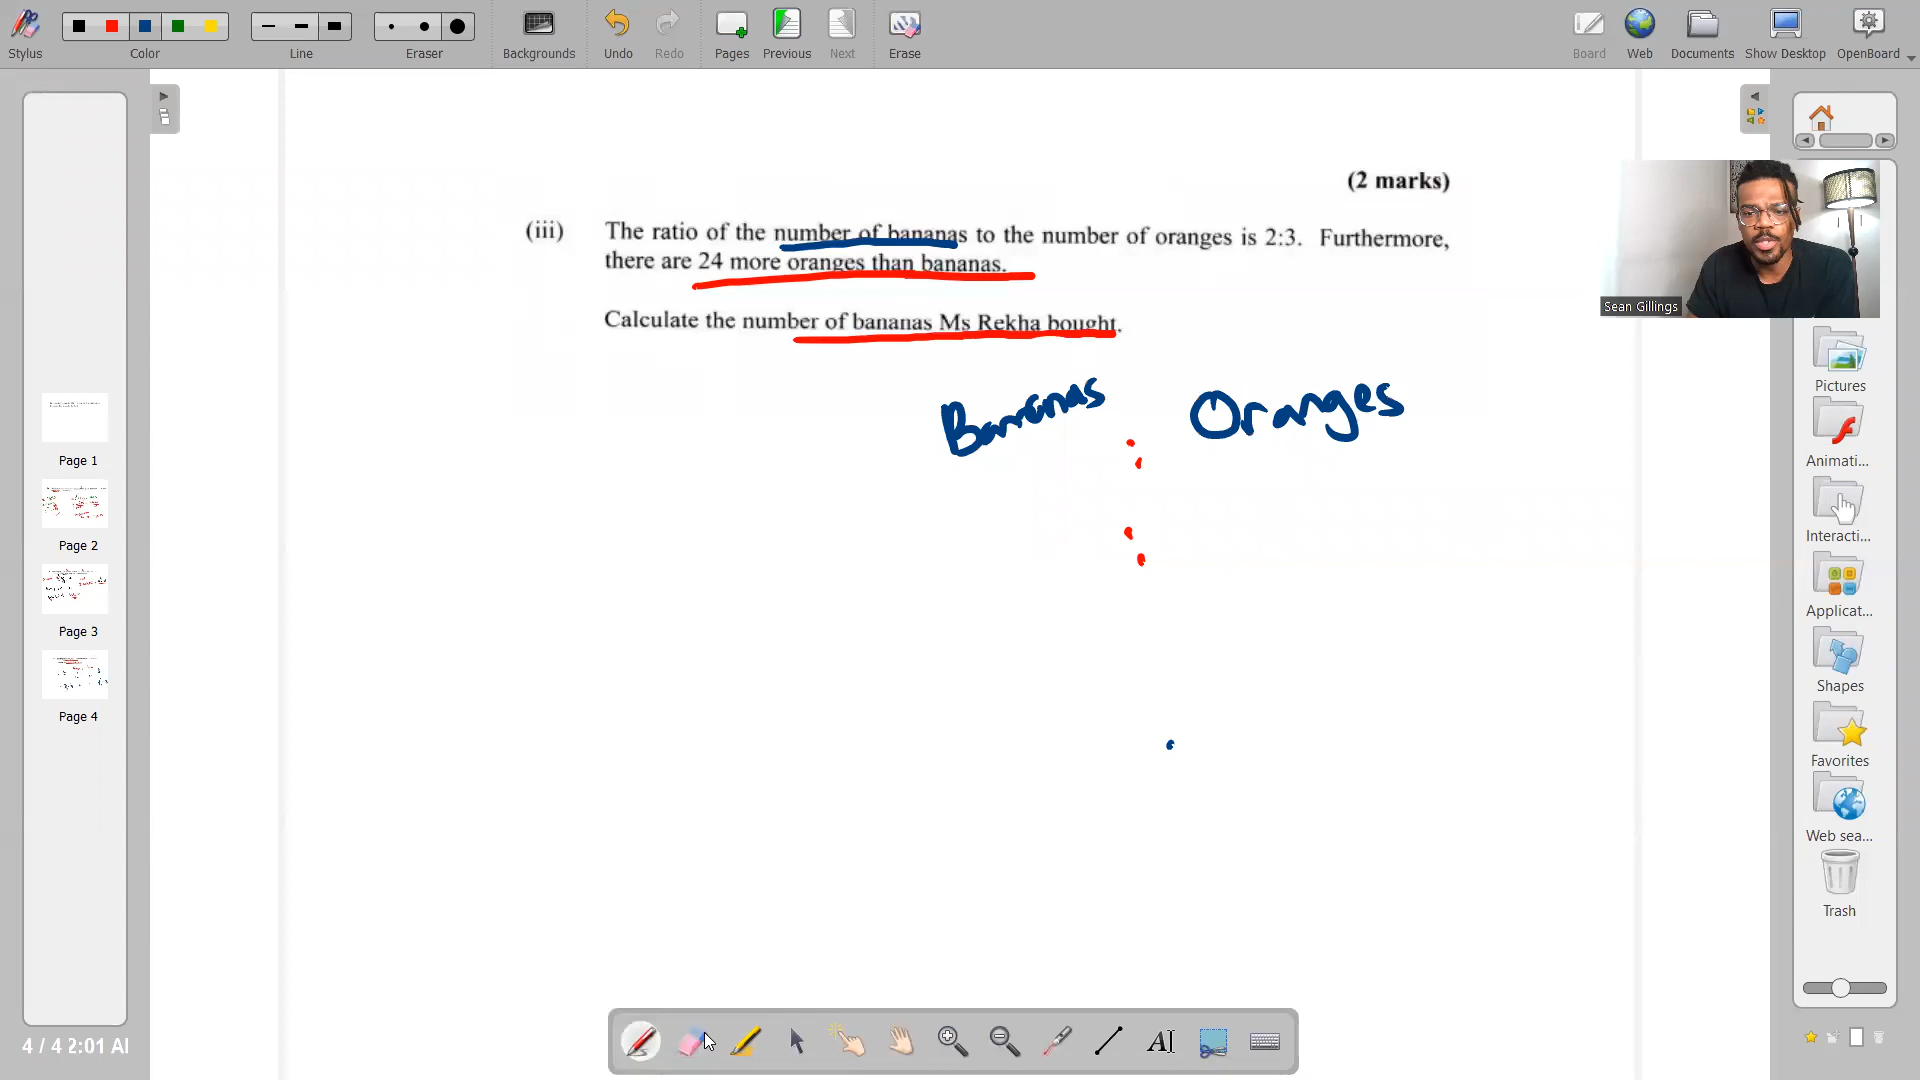 Stylus
Color
Line
Eraser
Backgrounds
Undo
Redo
Pages
Previous
Next
Erase
Board
Web
Documents
Show Desktop
OpenBoard
(2 marks)
(iii) The ratio of the number of bananas to the number of oranges is 2:3. Furthermore,
there are 24 more oranges than bananas.
Calculate the number of bananas Ms Rekha bought.
Bananas : Oranges
:
Sean Gillings
Page 1
Page 2
Page 3
Page 4
Pictures
Animati...
Interacti...
Applicat...
Shapes
Favorites
Web sea...
Trash
4 / 4 2:01 AI
AI